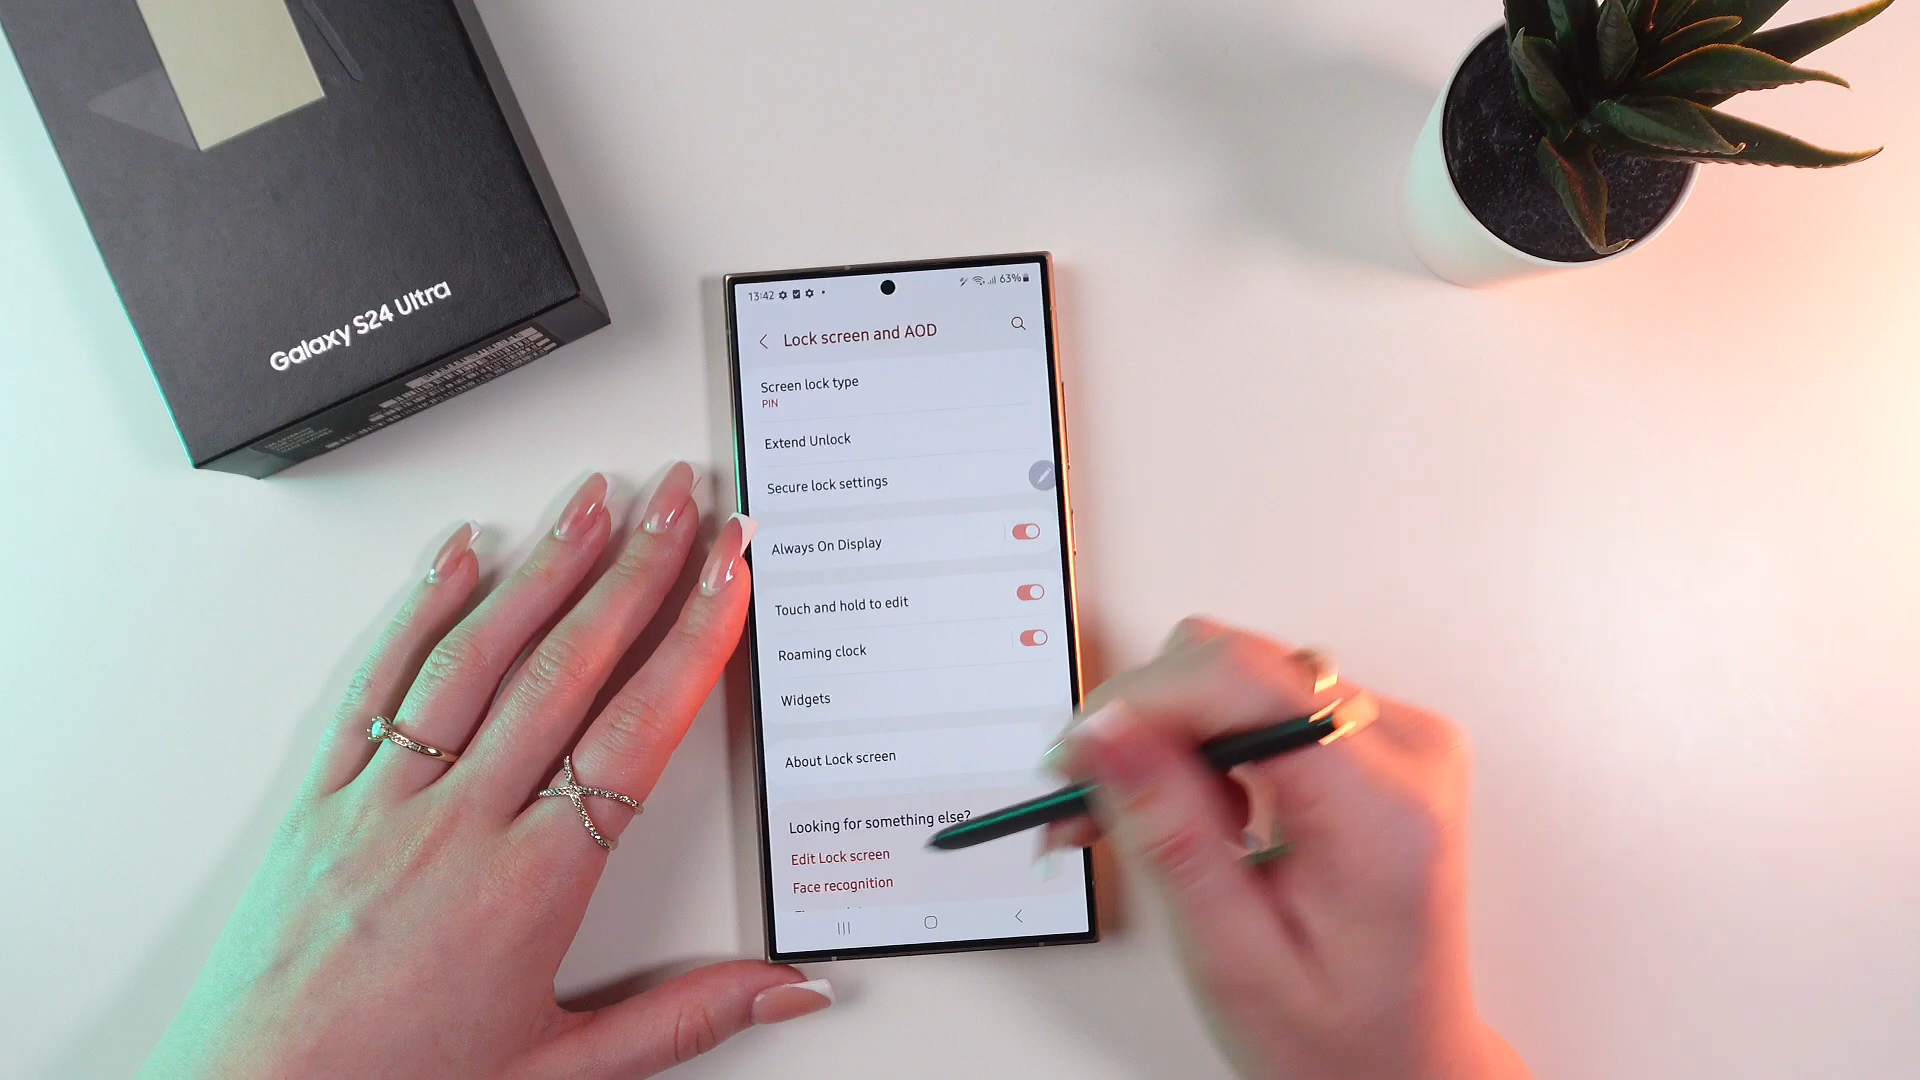 Galaxy S24 Ultra
13:42
63%
Lock screen and AOD
Screen lock type
PIN
Extend Unlock
Secure lock settings
Always On Display
Touch and hold to edit
Roaming clock
Widgets
About Lock screen
Looking for something else?
Edit Lock screen
Face recognition